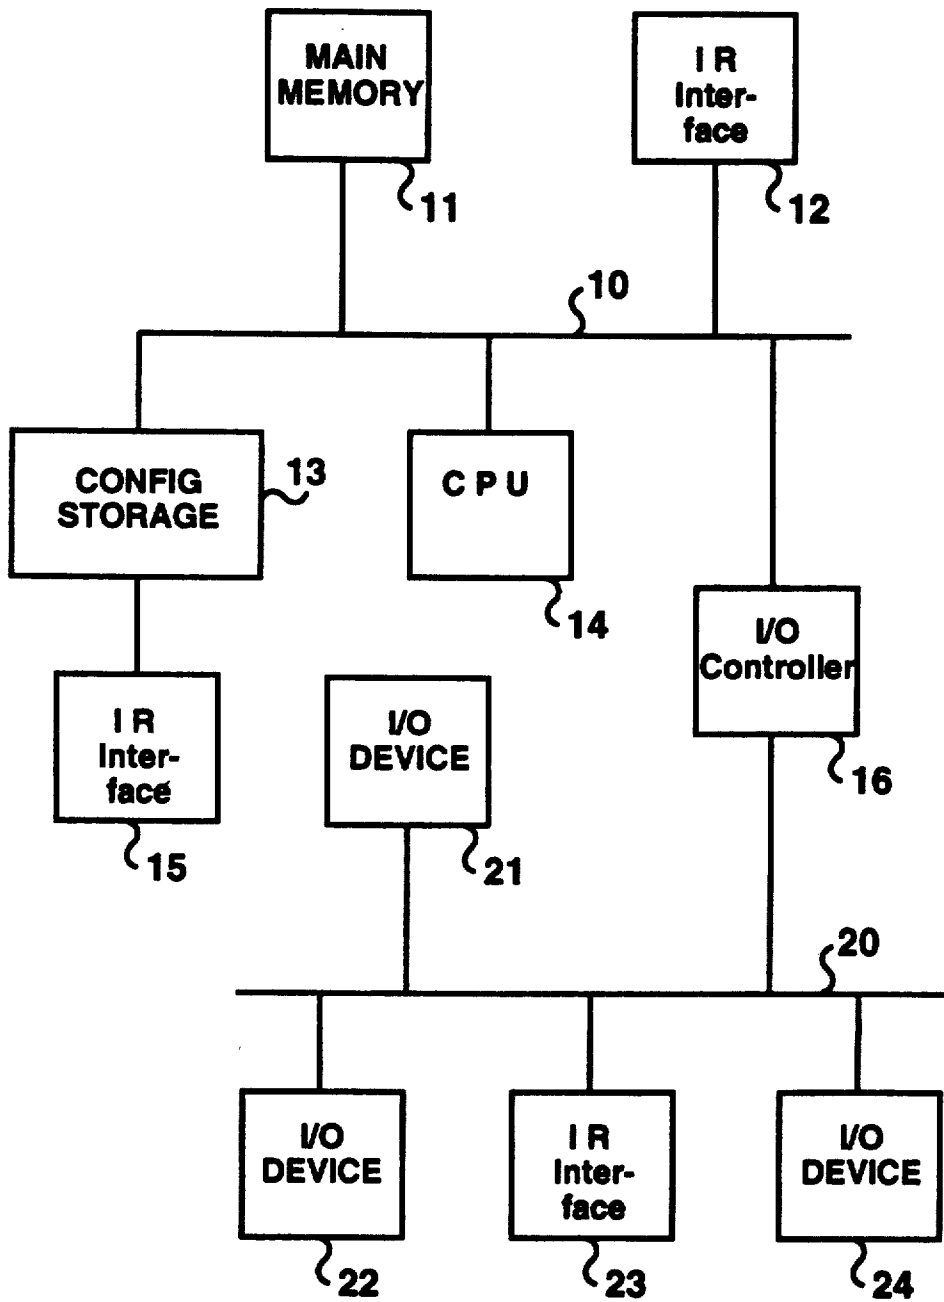 MAIN
MEMORY
11
I R
Inter-
face
12
10
CONFIG
STORAGE
13
C P U
14
I/O
Controller
16
I R
Inter-
face
15
I/O
DEVICE
21
20
I/O
DEVICE
22
I R
Inter-
face
23
I/O
DEVICE
24